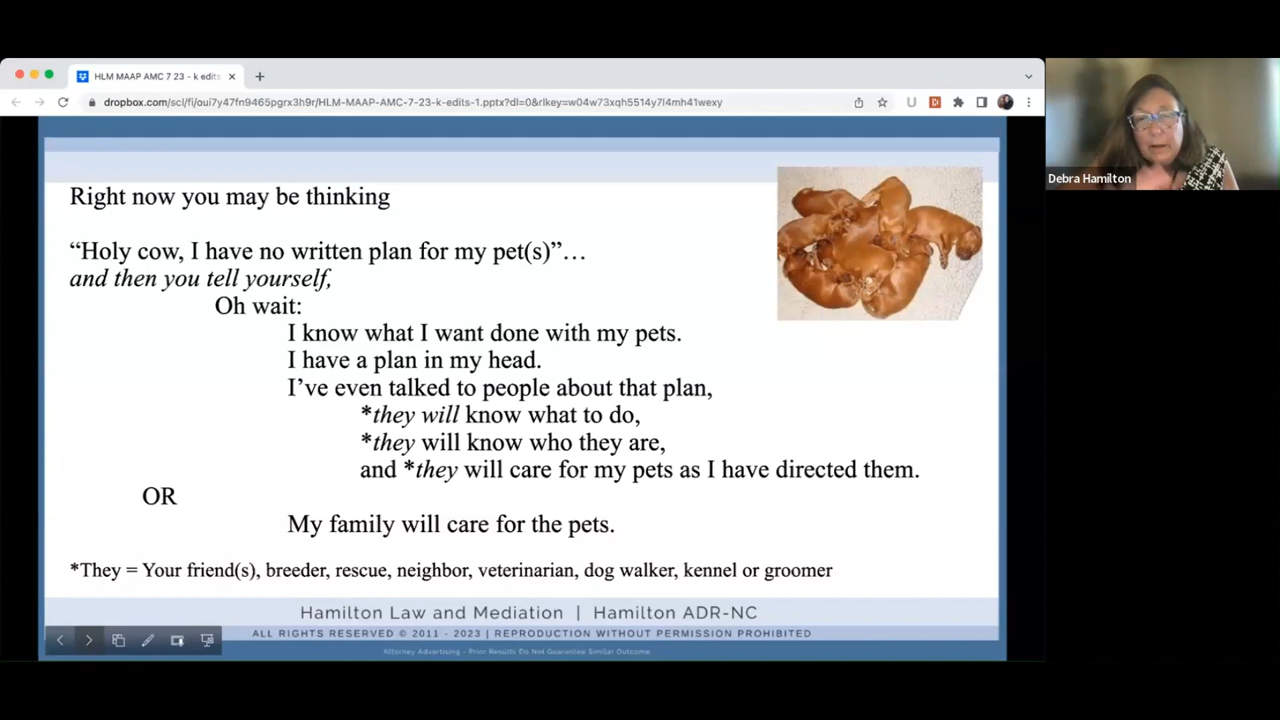 HLM MAAP AMC 7 23 - k edits
dropbox.com/scl/fi/oui7y47fn9465pgrx3h9r/HLM-MAAP-AMC-7-23-k-edits-1.pptx?dl=0&rlkey=w04w73xqh5514y7l4mh41wexy
Debra Hamilton
Right now you may be thinking
“Holy cow, I have no written plan for my pet(s)”…
and then you tell yourself,
Oh wait:
I know what I want done with my pets.
I have a plan in my head.
I’ve even talked to people about that plan,
*they will know what to do,
*they will know who they are,
and *they will care for my pets as I have directed them.
OR
My family will care for the pets.
*They = Your friend(s), breeder, rescue, neighbor, veterinarian, dog walker, kennel or groomer
Hamilton Law and Mediation | Hamilton ADR-NC
ALL RIGHTS RESERVED © 2011 - 2023 | REPRODUCTION WITHOUT PERMISSION PROHIBITED
Attorney Advertising - Prior Results Do Not Guarantee Similar Outcome